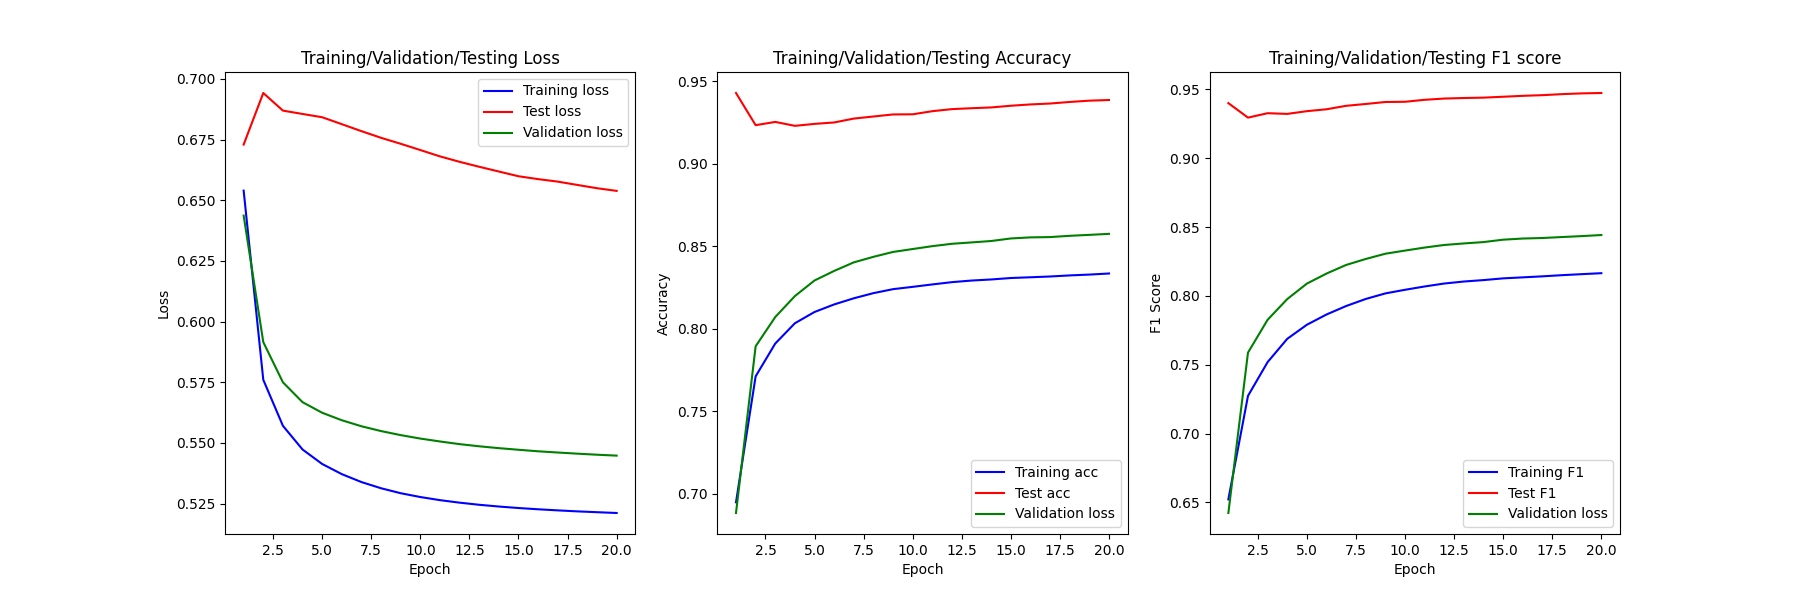 Training/Validation/Testing Loss
0.700
0.675
0.650
0.625
0.600
0.575
0.550
0.525
Loss
2.5 5.0 7.5 10.0 12.5 15.0 17.5 20.0
Epoch
Training loss
Test loss
Validation loss
Training/Validation/Testing Accuracy
0.95
0.90
0.85
0.80
0.75
0.70
Accuracy
2.5 5.0 7.5 10.0 12.5 15.0 17.5 20.0
Epoch
Training acc
Test acc
Validation loss
Training/Validation/Testing F1 score
0.95
0.90
0.85
0.80
0.75
0.70
0.65
F1 Score
2.5 5.0 7.5 10.0 12.5 15.0 17.5 20.0
Epoch
Training F1
Test F1
Validation loss